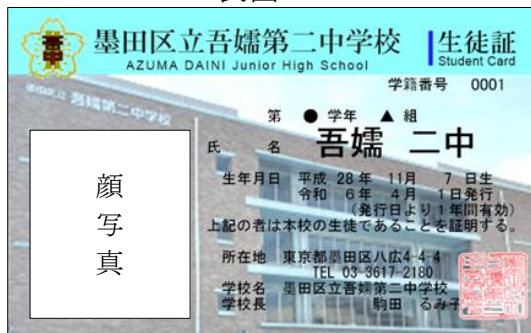 墨田区立吾嬬第二中学校
生徒証
AZUMA DAINI Junior High School
Student Card
学籍番号 0001
第 ● 学年 ▲ 組
氏 名 吾嬬 二中
生年月日 平成 28年 11月 7 日生
令和 6年 4月 1日発行
(発行日より1年間有効)
上記の者は本校の生徒であることを証明する。
所在地 東京都墨田区八広4-4-4
TEL 03-3617-2180
学校名 墨田区立吾嬬第二中学校
学校長 駒田 るみ子
顔
写
真
吾嬬第二中学校